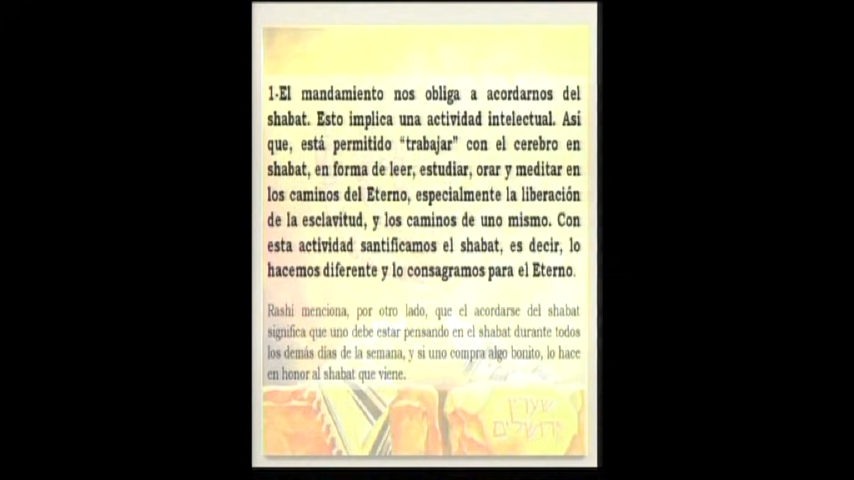 1-El mandamiento nos obliga a acordarnos del
shabat. Esto implica una actividad intelectual. Así
que, está permitido “trabajar” con el cerebro en
shabat, en forma de leer, estudiar, orar y meditar en
los caminos del Eterno, especialmente la liberación
de la esclavitud, y los caminos de uno mismo. Con
esta actividad santificamos el shabat, es decir, lo
hacemos diferente y lo consagramos para el Eterno.
Rashi menciona, por otro lado, que el acordarse del shabat
significa que uno debe estar pensando en el shabat durante todos
los demás días de la semana, y si uno compra algo bonito, lo hace
en honor al shabat que viene.
שערין
ירושלים